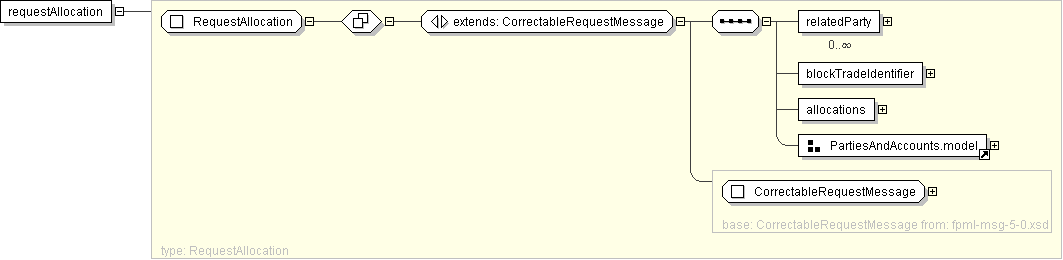 requestAllocation
RequestAllocation
extends: CorrectableRequestMessage
relatedParty
0..∞
blockTradeIdentifier
allocations
PartiesAndAccounts.model
CorrectableRequestMessage
base: CorrectableRequestMessage from: fpml-msg-5-0.xsd
type: RequestAllocation